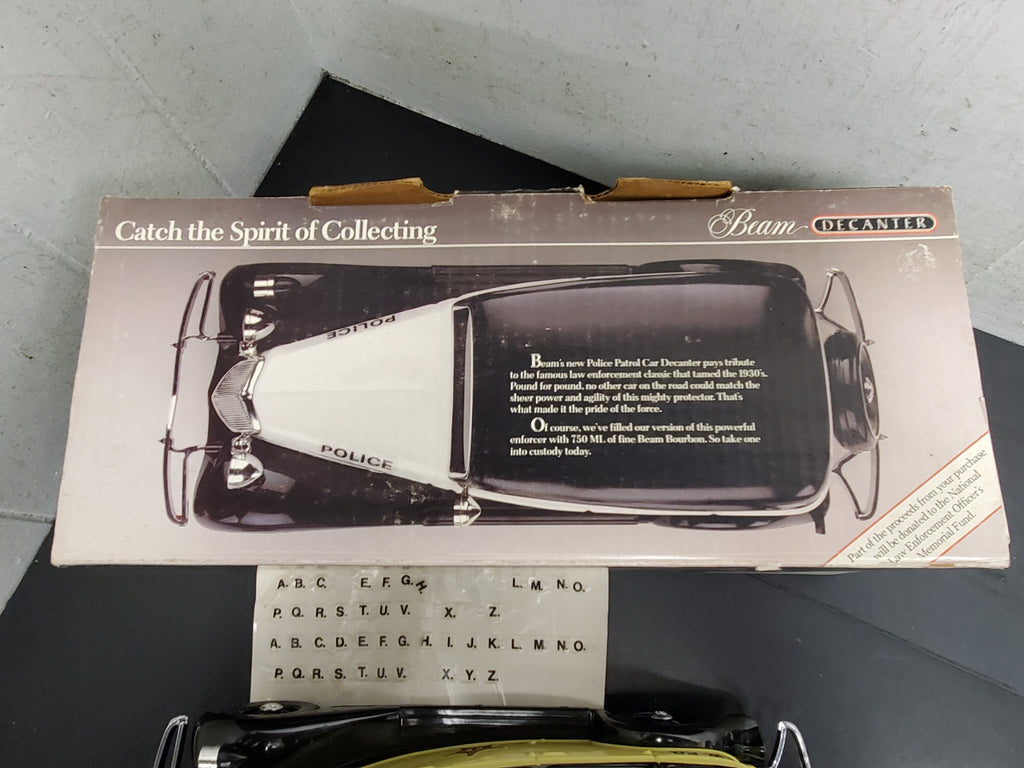 Catch the Spirit of Collecting
Beam DECANTER
POLICE
Beam's new Police Patrol Car Decanter pays tribute
to the famous law enforcement classic that tamed the 1930's.
Pound for pound, no other car on the road could match the
sheer power and agility of this mighty protector. That's
what made it the pride of the force.
Of course, we've filled our version of this powerful
enforcer with 750 ML of fine Beam Bourbon. So take one
into custody today.
POLICE
Part of the proceeds from your purchase
will be donated to the National
Law Enforcement Officer's
Memorial Fund.
A. B. C. E. F. G. H. L. M. N. O.
P. Q. R. S. T. U. V. X. Z.
A. B. C. D. E. F. G. H. I. J. K. L. M. N. O.
P. Q. R. S. T. U. V. X. Y. Z.